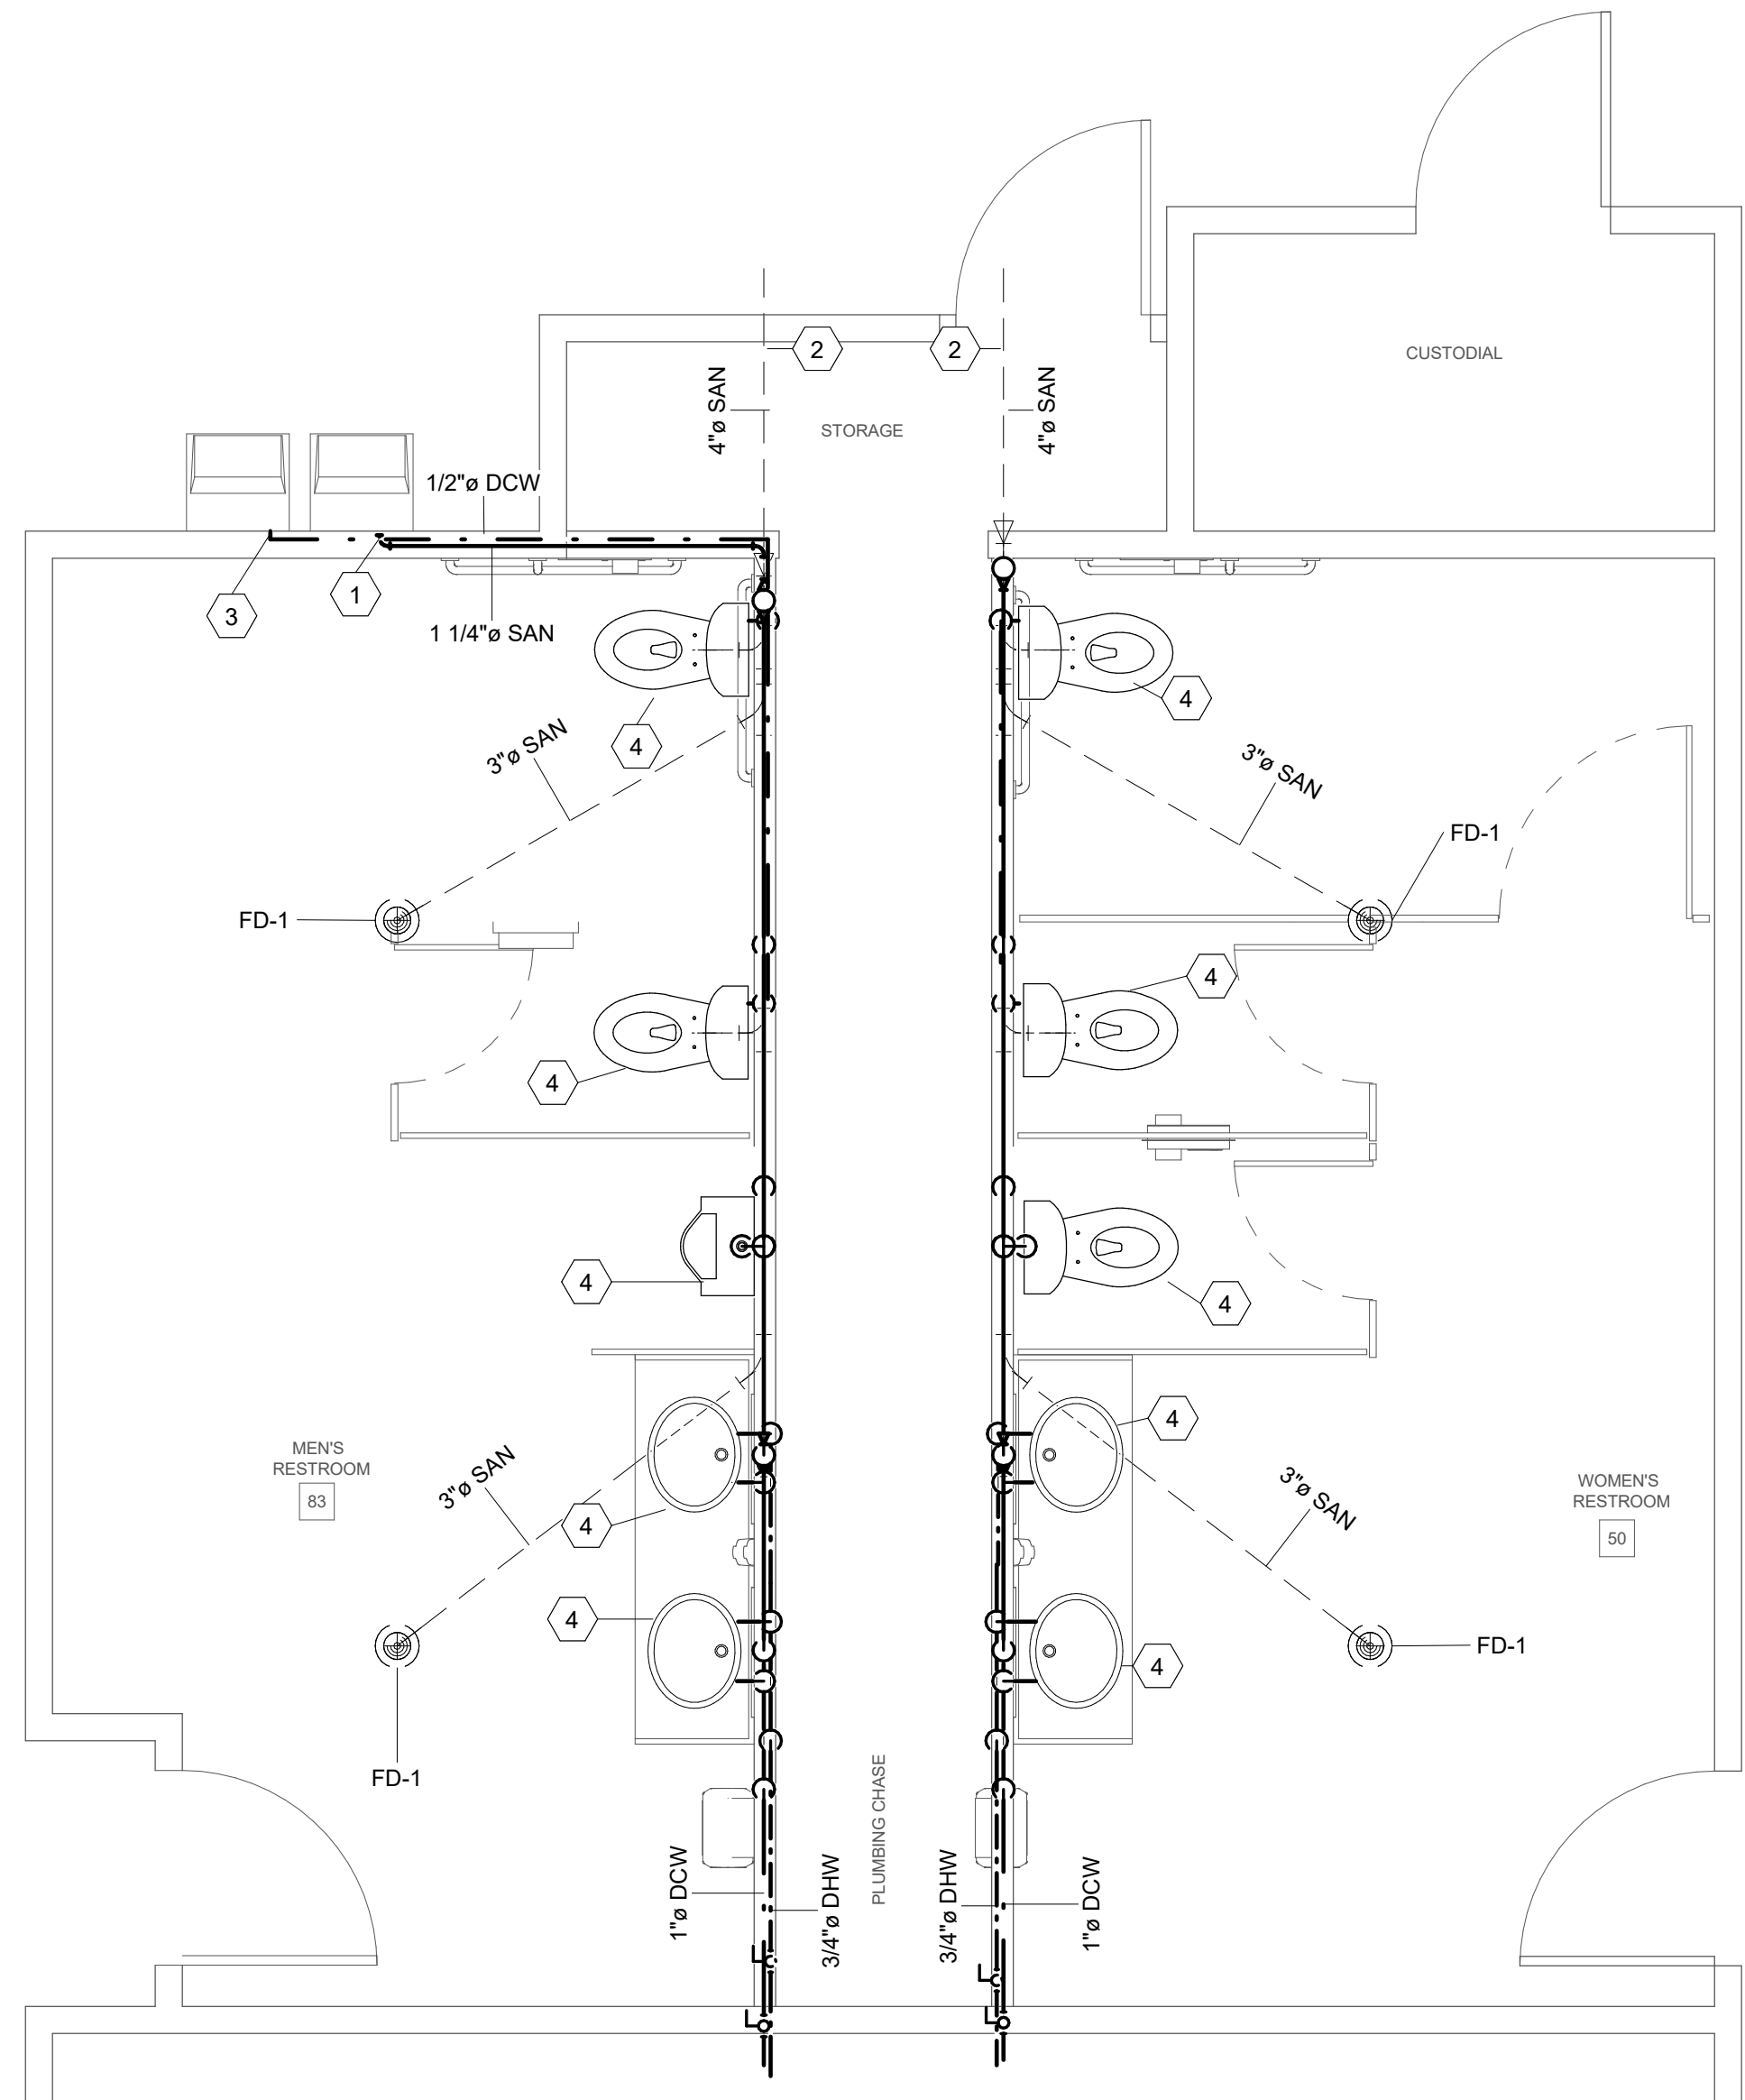 CUSTODIAL
2
2
4"ø SAN
4"ø SAN
STORAGE
1/2"ø DCW
1
3
1 1/4"ø SAN
4
4
3"ø SAN
3"ø SAN
FD-1
FD-1
4
4
4
4
4
MEN'S
RESTROOM
83
3"ø SAN
4
3"ø SAN
WOMEN'S
RESTROOM
50
4
4
FD-1
FD-1
PLUMBING CHASE
1"ø DCW
3/4"ø DHW
3/4"ø DHW
1"ø DCW